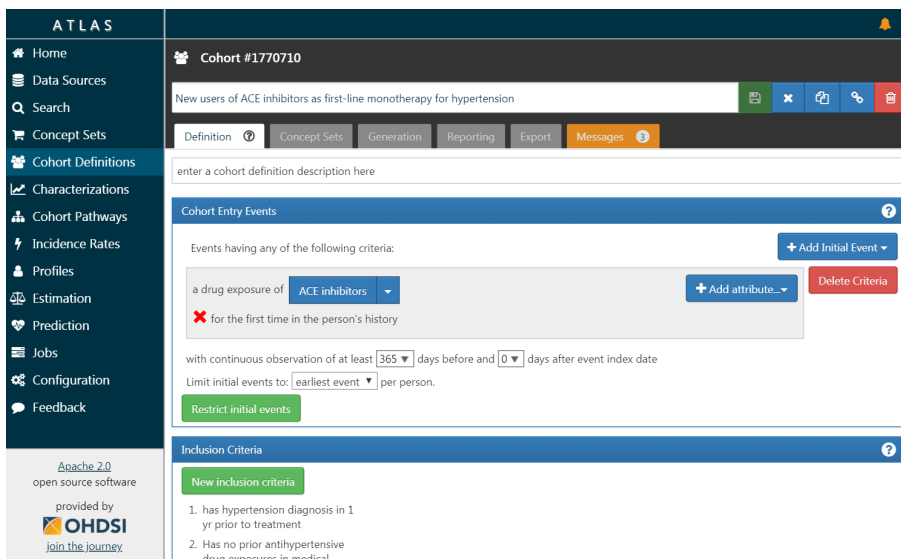 ATLAS
Home
Data Sources
Search
Concept Sets
Cohort Definitions
Characterizations
Cohort Pathways
Incidence Rates
Profiles
Estimation
Prediction
Jobs
Configuration
Feedback
Apache 2.0
open source software
provided by
OHDSI
join the journey
Cohort #1770710
New users of ACE inhibitors as first-line monotherapy for hypertension
Definition ? Concept Sets Generation Reporting Export Messages 3
enter a cohort definition description here
Cohort Entry Events ?
Events having any of the following criteria: + Add Initial Event
a drug exposure of ACE inhibitors + Add attribute... Delete Criteria
for the first time in the person's history
with continuous observation of at least 365 days before and 0 days after event index date
Limit initial events to: earliest event per person.
Restrict initial events
Inclusion Criteria ?
New inclusion criteria
1. has hypertension diagnosis in 1
yr prior to treatment
2. Has no prior antihypertensive
drug exposures in medical